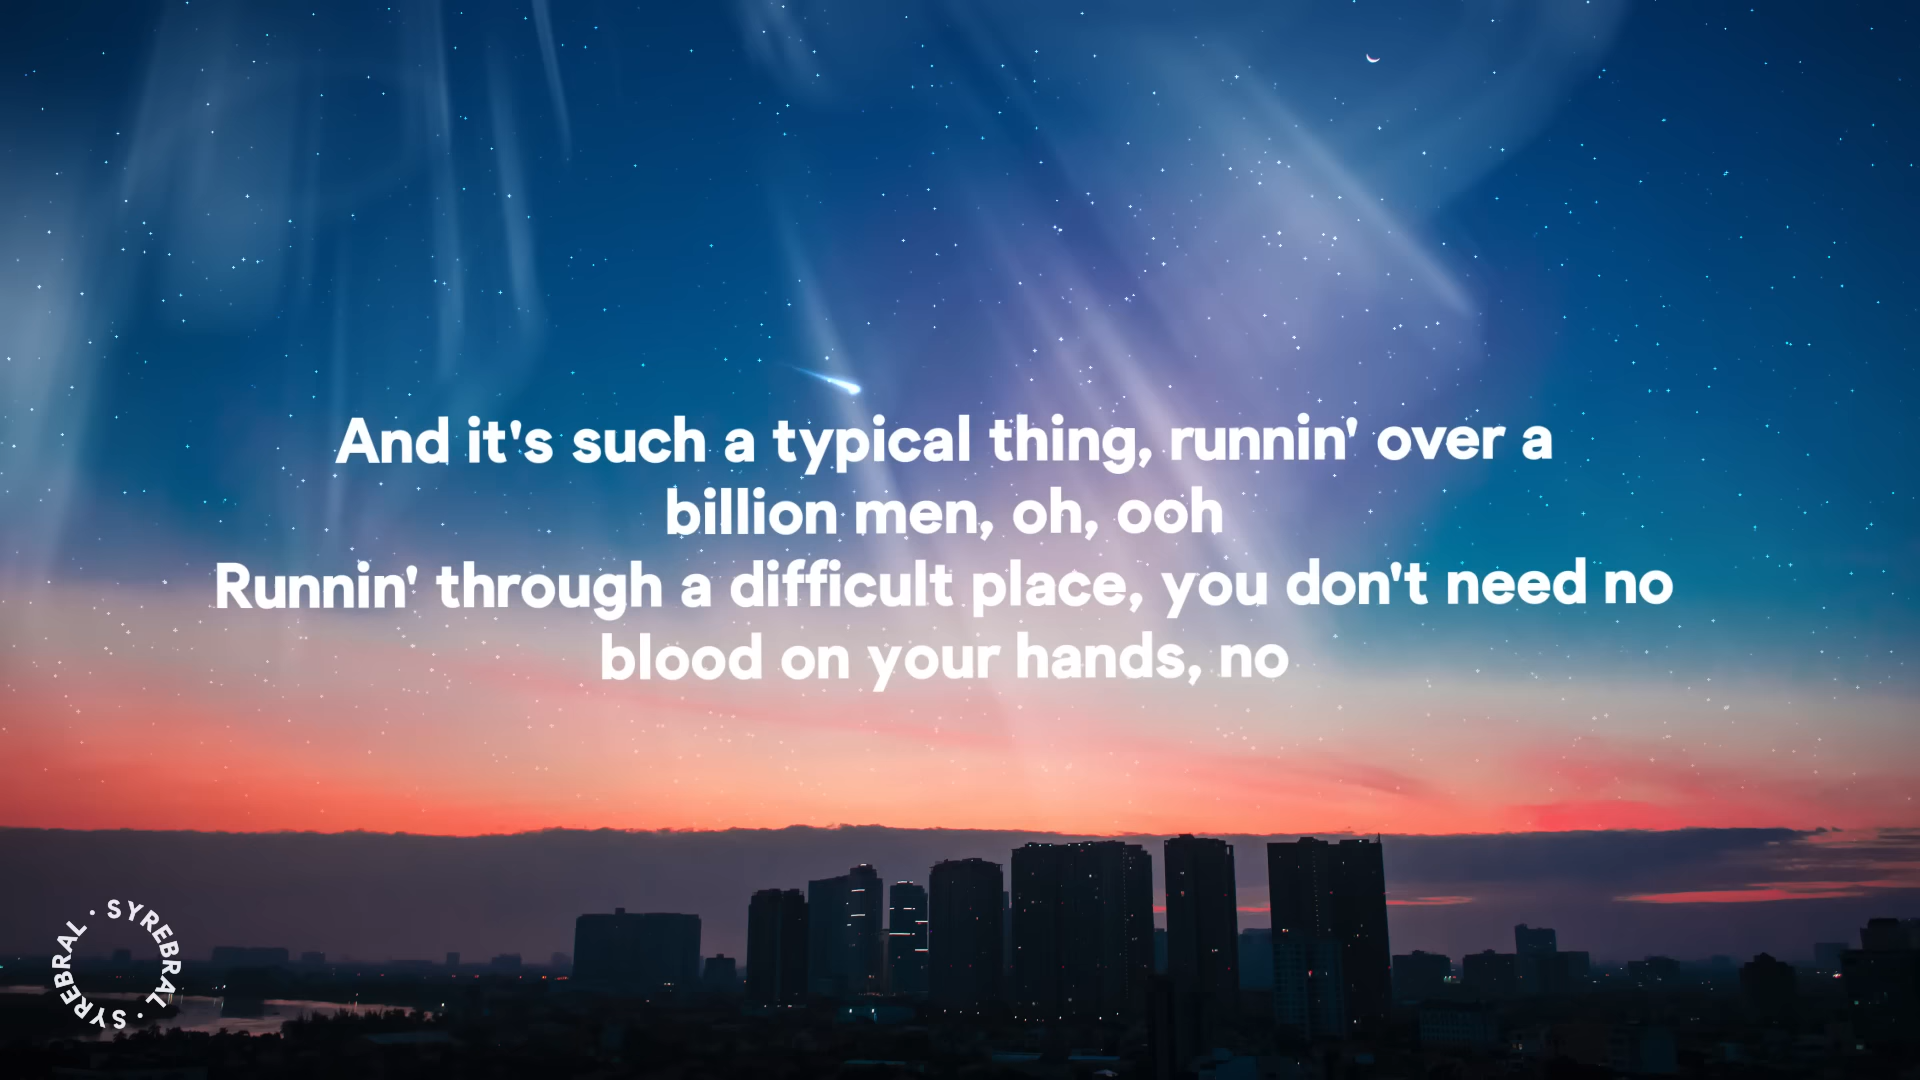 And it's such a typical thing, runnin' over a
billion men, oh, ooh
Runnin' through a difficult place, you don't need no
blood on your hands, no
SYREBRAL · SYREBRAL ·